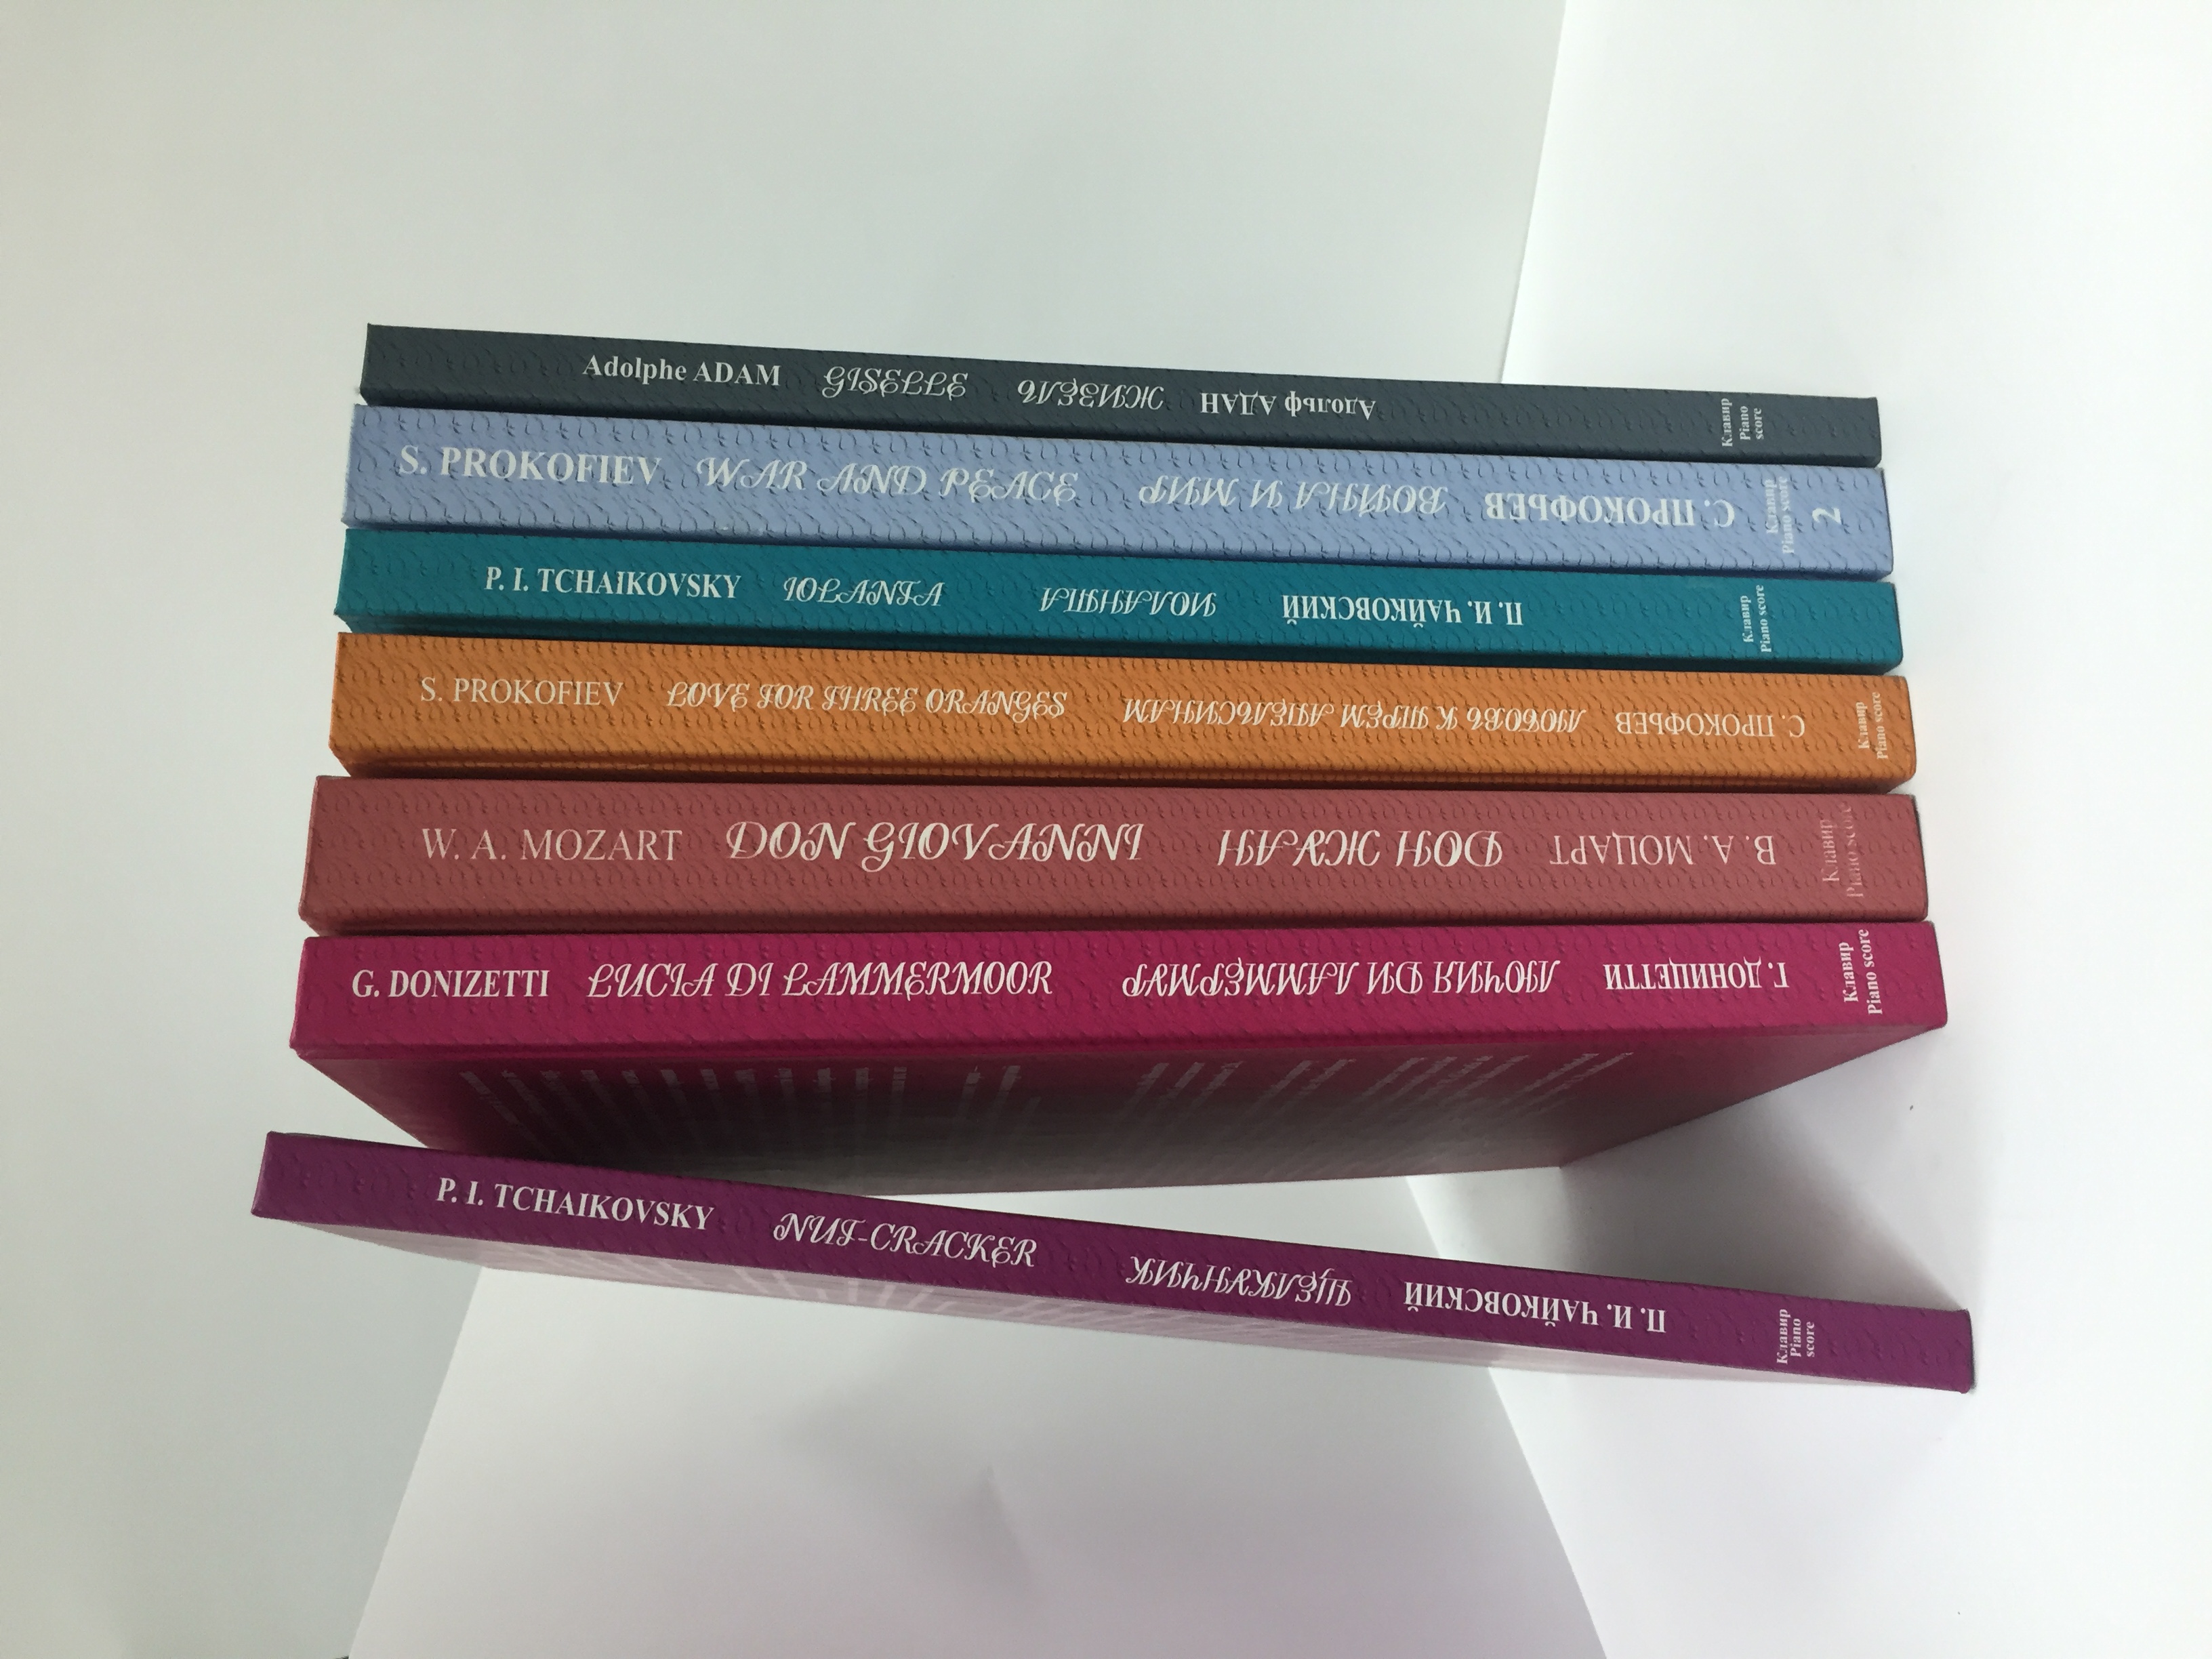 P. I. TCHAIKOVSKY NUT-CRACKER ЩЕЛКУНЧИК П. И. ЧАЙКОВСКИЙ
Клавир
Piano
score
G. DONIZETTI LUCIA DI LAMMERMOOR ЛЮЧИЯ ДИ ЛАММЕРМУР Г. ДОНИЦЕТТИ
Клавир
Piano score
W. A. MOZART DON GIOVANNI ДОН ЖУАН В. А. МОЦАРТ
Клавир
Piano score
S. PROKOFIEV LOVE FOR THREE ORANGES ЛЮБОВЬ К ТРЕМ АПЕЛЬСИНАМ С. ПРОКОФЬЕВ
Клавир
Piano score
P. I. TCHAIKOVSKY IOLANTA ИОЛАНТА П. И. ЧАЙКОВСКИЙ
Клавир
Piano score
S. PROKOFIEV WAR AND PEACE ВОЙНА И МИР С. ПРОКОФЬЕВ
Клавир
Piano score
2
Adolphe ADAM GISELLE ЖИЗЕЛЬ Адольф АДАН
Клавир
Piano
score